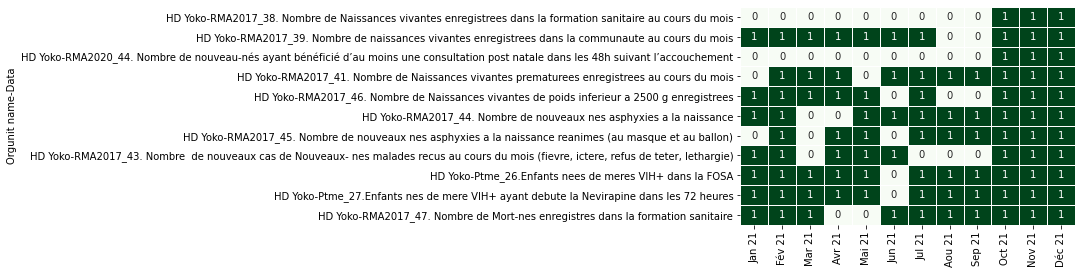 HD Yoko-RMA2017_38. Nombre de Naissances vivantes enregistrees dans la formation sanitaire au cours du mois 0 0 0 0 0 0 0 0 0 1 1 1
HD Yoko-RMA2017_39. Nombre de naissances vivantes enregistrees dans la communaute au cours du mois 1 1 1 1 1 1 1 0 0 1 1 1
HD Yoko-RMA2020_44. Nombre de nouveau-nés ayant bénéficié d’au moins une consultation post natale dans les 48h suivant l’accouchement 0 0 0 0 0 0 0 0 0 1 1 1
HD Yoko-RMA2017_41. Nombre de Naissances vivantes prematurees enregistrees au cours du mois 0 1 1 1 0 1 1 1 1 1 1 1
HD Yoko-RMA2017_46. Nombre de Naissances vivantes de poids inferieur a 2500 g enregistrees 1 1 1 1 1 0 1 0 0 1 1 1
HD Yoko-RMA2017_44. Nombre de nouveaux nes asphyxies a la naissance 1 1 0 0 1 1 1 1 1 1 1 1
HD Yoko-RMA2017_45. Nombre de nouveaux nes asphyxies a la naissance reanimes (au masque et au ballon) 0 1 0 1 1 0 1 1 1 1 1 1
HD Yoko-RMA2017_43. Nombre  de nouveaux cas de Nouveaux- nes malades recus au cours du mois (fievre, ictere, refus de teter, lethargie) 1 1 0 1 1 1 0 0 0 1 1 1
HD Yoko-Ptme_26.Enfants nees de meres VIH+ dans la FOSA 1 1 1 1 1 0 1 1 1 1 1 1
HD Yoko-Ptme_27.Enfants nes de mere VIH+ ayant debute la Nevirapine dans les 72 heures 1 1 1 1 1 0 1 1 1 1 1 1
HD Yoko-RMA2017_47. Nombre de Mort-nes enregistres dans la formation sanitaire 1 1 1 0 0 1 1 1 1 1 1 1
Orgunit name-Data
Jan 21 Fév 21 Mar 21 Avr 21 Mai 21 Jun 21 Jul 21 Aou 21 Sep 21 Oct 21 Nov 21 Déc 21